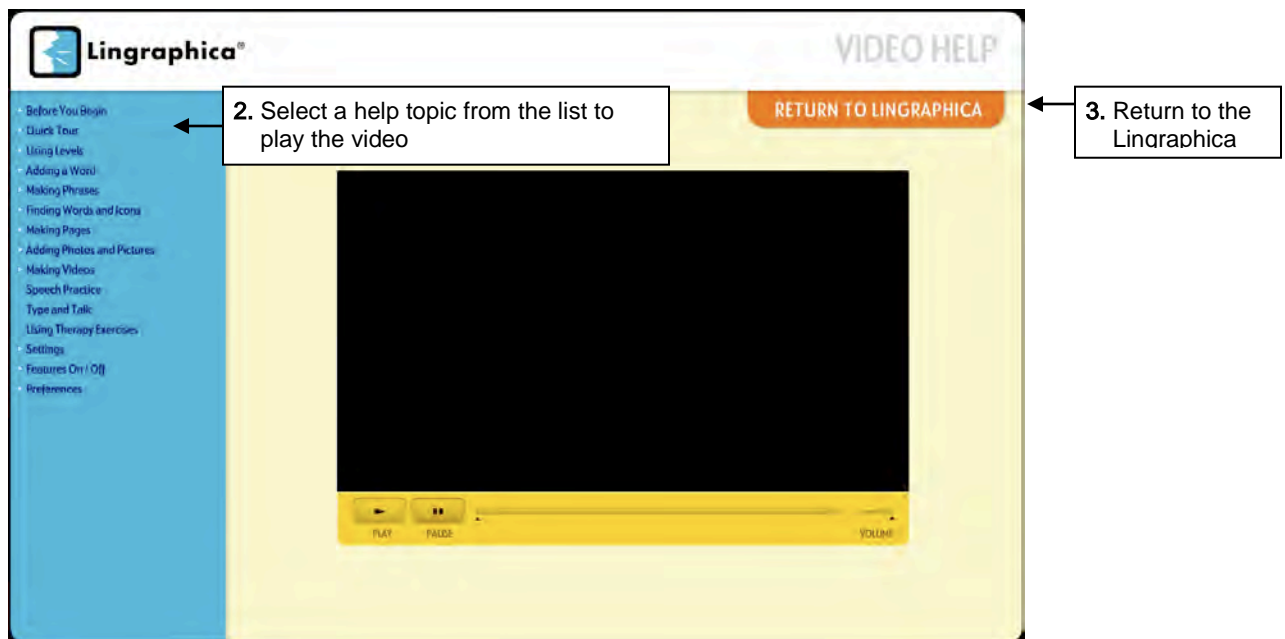 Lingraphica®
VIDEO HELP
RETURN TO LINGRAPHICA
2. Select a help topic from the list to
play the video
3. Return to the
Lingraphica
Before You Begin
Quick Tour
Using Levels
Adding a Word
Making Phrases
Finding Words and Icons
Making Pages
Adding Photos and Pictures
Making Videos
Speech Practice
Type and Talk
Using Therapy Exercises
Settings
Features On / Off
Preferences
PLAY
PAUSE
VOLUME